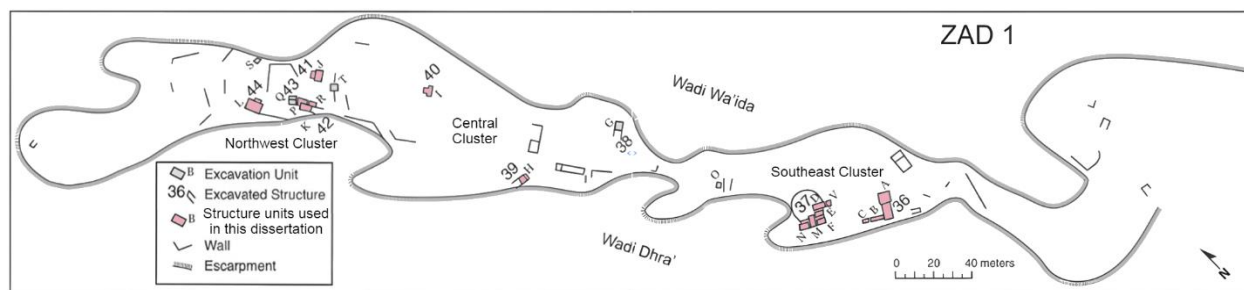 ZAD 1
S
41
J
T
40
I
44
L
Q
43
P
R
K
42
Northwest Cluster
Central
Cluster
G
38
39
H
Wadi Wa'ida
Wadi Dhra'
O
Southeast Cluster
37
D
V
E
F
M
N
A
B
C
36
B Excavation Unit
36 Excavated Structure
B Structure units used
in this dissertation
Wall
Escarpment
0 20 40 meters
N